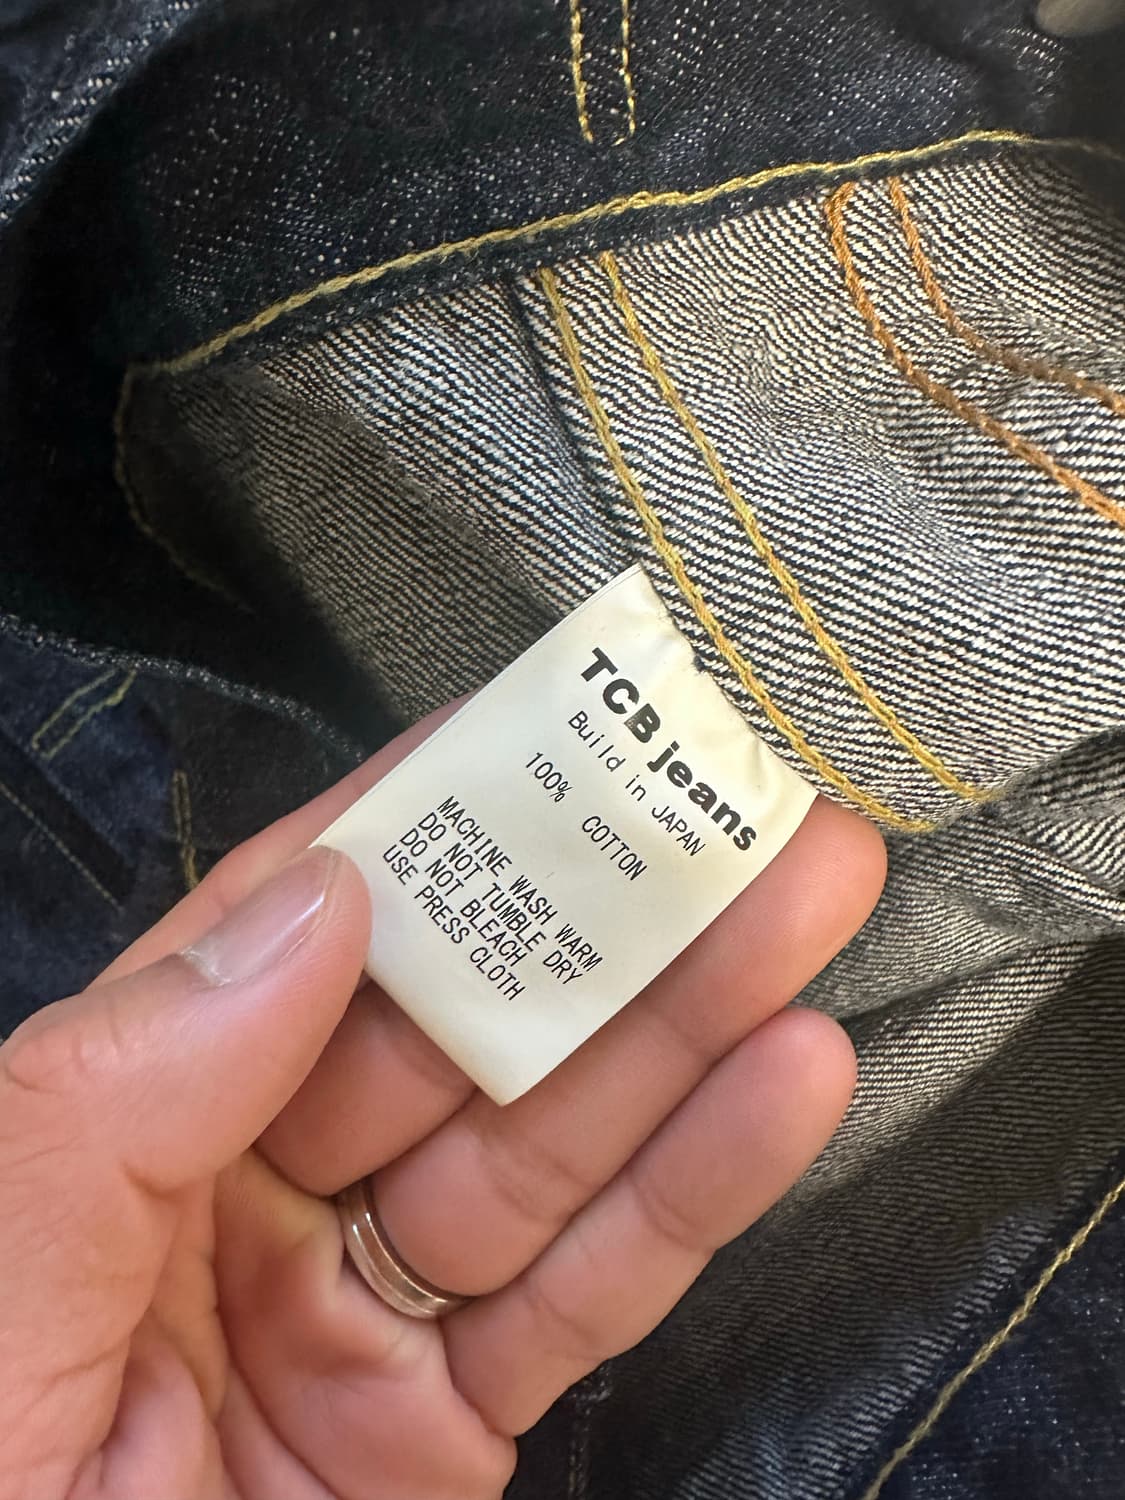 TCB jeans
Build in JAPAN
100% COTTON
MACHINE WASH WARM
DO NOT TUMBLE DRY
DO NOT BLEACH
USE PRESS CLOTH